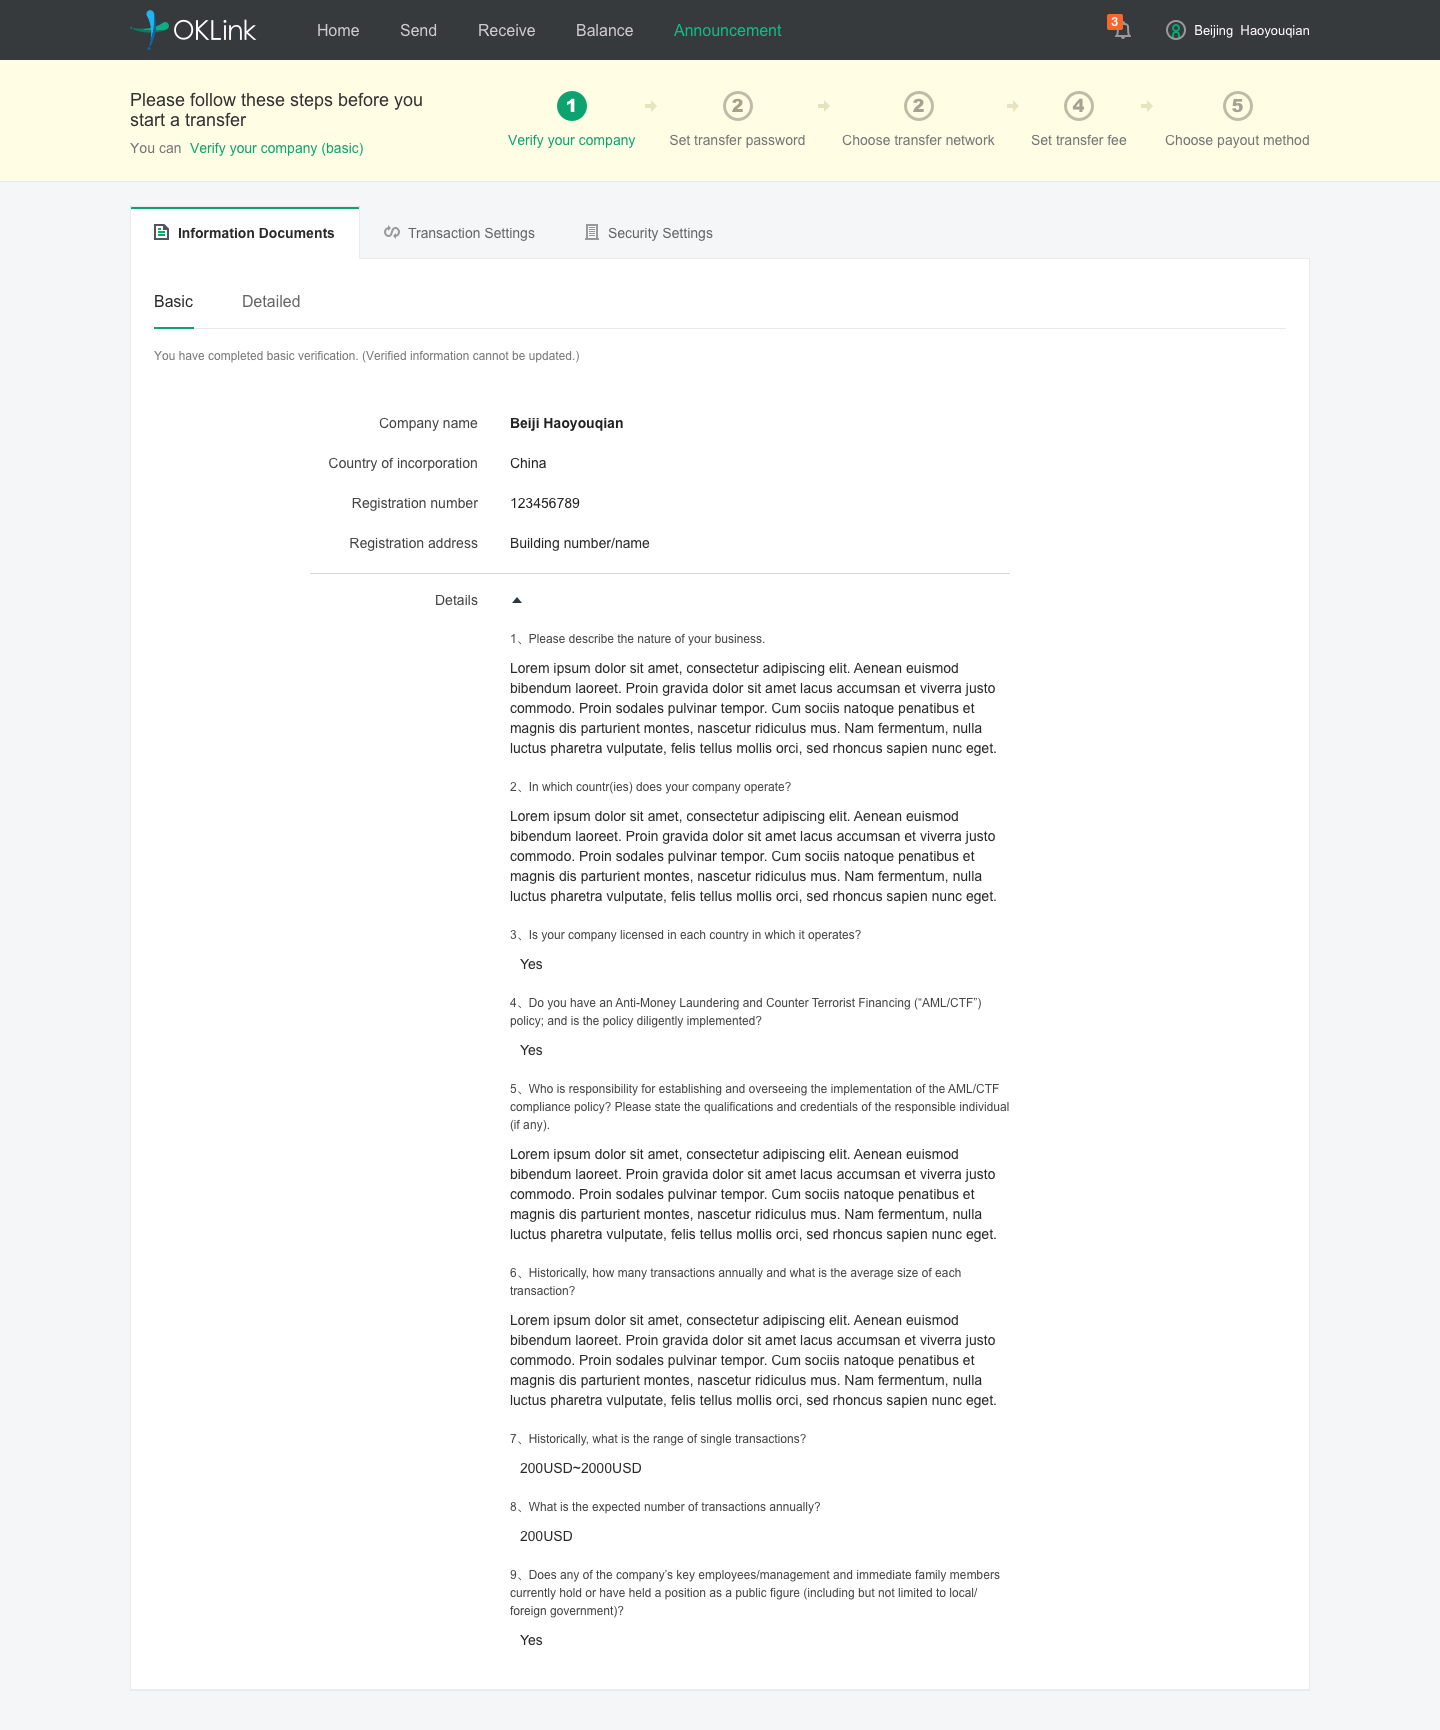 OKLink
Home Send Receive Balance Announcement
3
Beijing Haoyouqian
Please follow these steps before you
start a transfer
You can Verify your company (basic)
1 2 2 4 5
Verify your company Set transfer password Choose transfer network Set transfer fee Choose payout method
Information Documents Transaction Settings Security Settings
Basic Detailed
You have completed basic verification. (Verified information cannot be updated.)
Company name Beiji Haoyouqian
Country of incorporation China
Registration number 123456789
Registration address Building number/name
Details
1、Please describe the nature of your business.
Lorem ipsum dolor sit amet, consectetur adipiscing elit. Aenean euismod
bibendum laoreet. Proin gravida dolor sit amet lacus accumsan et viverra justo
commodo. Proin sodales pulvinar tempor. Cum sociis natoque penatibus et
magnis dis parturient montes, nascetur ridiculus mus. Nam fermentum, nulla
luctus pharetra vulputate, felis tellus mollis orci, sed rhoncus sapien nunc eget.
2、In which countr(ies) does your company operate?
Lorem ipsum dolor sit amet, consectetur adipiscing elit. Aenean euismod
bibendum laoreet. Proin gravida dolor sit amet lacus accumsan et viverra justo
commodo. Proin sodales pulvinar tempor. Cum sociis natoque penatibus et
magnis dis parturient montes, nascetur ridiculus mus. Nam fermentum, nulla
luctus pharetra vulputate, felis tellus mollis orci, sed rhoncus sapien nunc eget.
3、Is your company licensed in each country in which it operates?
Yes
4、Do you have an Anti-Money Laundering and Counter Terrorist Financing (“AML/CTF”)
policy; and is the policy diligently implemented?
Yes
5、Who is responsibility for establishing and overseeing the implementation of the AML/CTF
compliance policy? Please state the qualifications and credentials of the responsible individual
(if any).
Lorem ipsum dolor sit amet, consectetur adipiscing elit. Aenean euismod
bibendum laoreet. Proin gravida dolor sit amet lacus accumsan et viverra justo
commodo. Proin sodales pulvinar tempor. Cum sociis natoque penatibus et
magnis dis parturient montes, nascetur ridiculus mus. Nam fermentum, nulla
luctus pharetra vulputate, felis tellus mollis orci, sed rhoncus sapien nunc eget.
6、Historically, how many transactions annually and what is the average size of each
transaction?
Lorem ipsum dolor sit amet, consectetur adipiscing elit. Aenean euismod
bibendum laoreet. Proin gravida dolor sit amet lacus accumsan et viverra justo
commodo. Proin sodales pulvinar tempor. Cum sociis natoque penatibus et
magnis dis parturient montes, nascetur ridiculus mus. Nam fermentum, nulla
luctus pharetra vulputate, felis tellus mollis orci, sed rhoncus sapien nunc eget.
7、Historically, what is the range of single transactions?
200USD~2000USD
8、What is the expected number of transactions annually?
200USD
9、Does any of the company’s key employees/management and immediate family members
currently hold or have held a position as a public figure (including but not limited to local/
foreign government)?
Yes